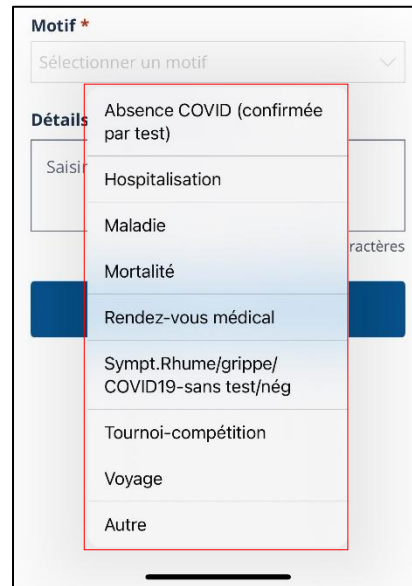 Motif *
Sélectionner un motif
Détails
Saisir
Absence COVID (confirmée
par test)
Hospitalisation
Maladie
ractères
Mortalité
Rendez-vous médical
Sympt.Rhume/grippe/
COVID19-sans test/nég
Tournoi-compétition
Voyage
Autre